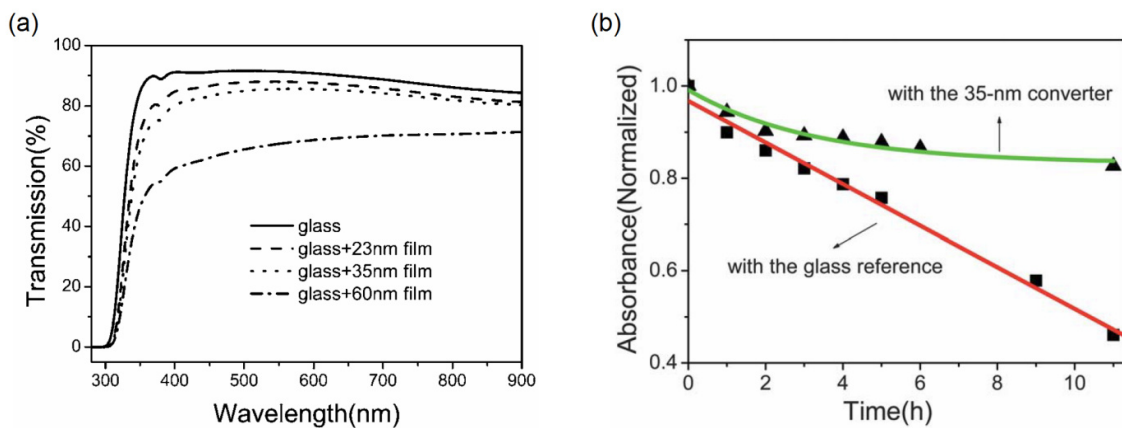 (a)
100
80
60
40
20
0
Transmission(%)
glass
glass+23nm film
glass+35nm film
glass+60nm film
300 400 500 600 700 800 900
Wavelength(nm)
(b)
1.0
0.8
0.6
0.4
Absorbance(Normalized)
with the 35-nm converter
with the glass reference
0 2 4 6 8 10
Time(h)